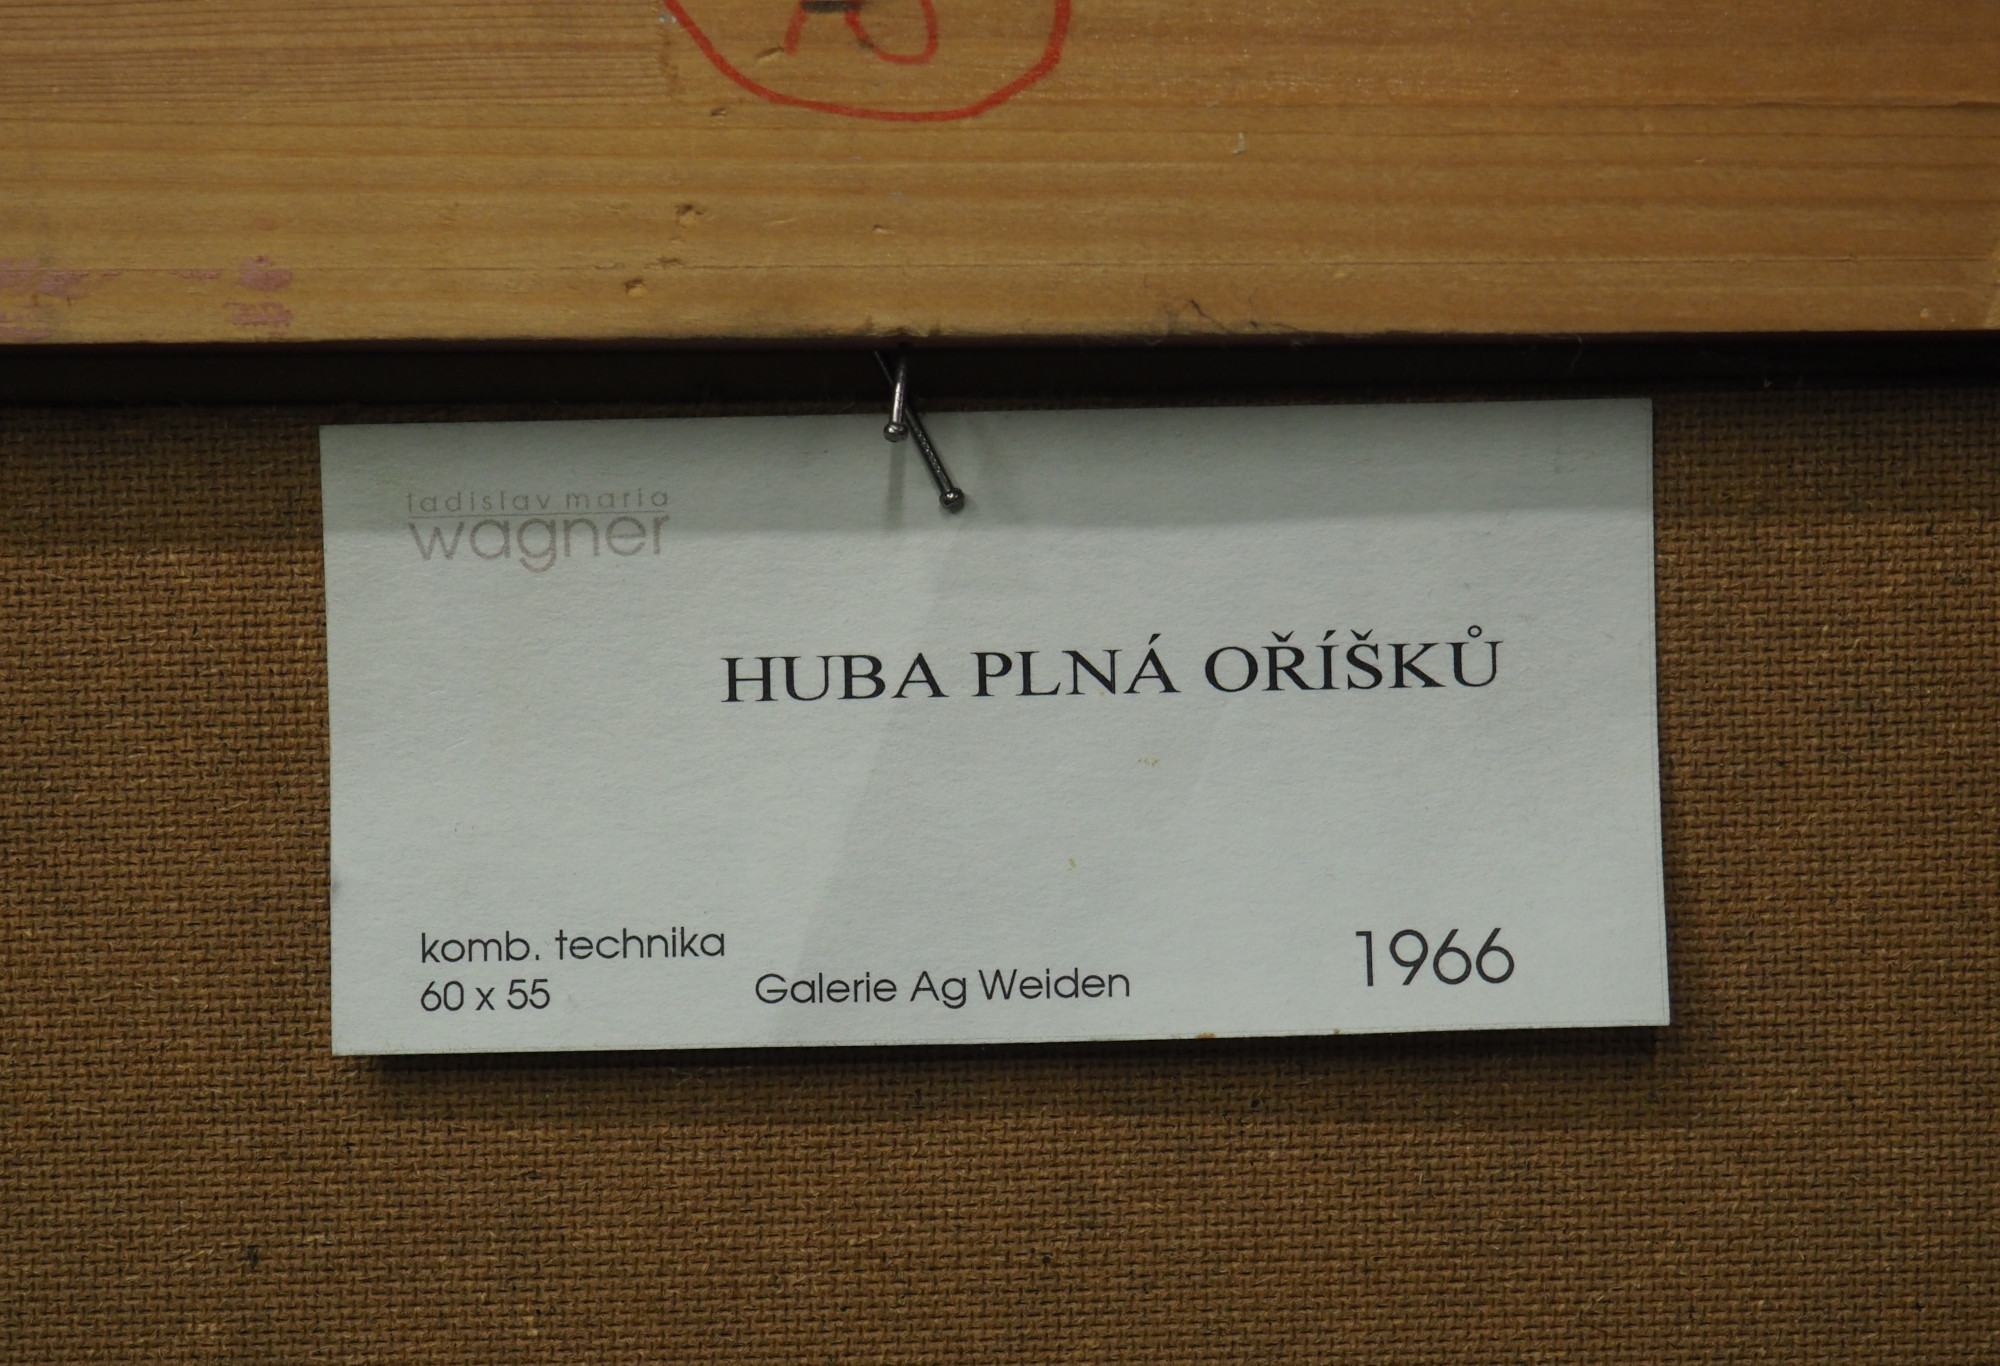 ladislav maria
wagner
HUBA PLNÁ OŘÍŠKŮ
komb. technika
60 x 55
Galerie Ag Weiden
1966